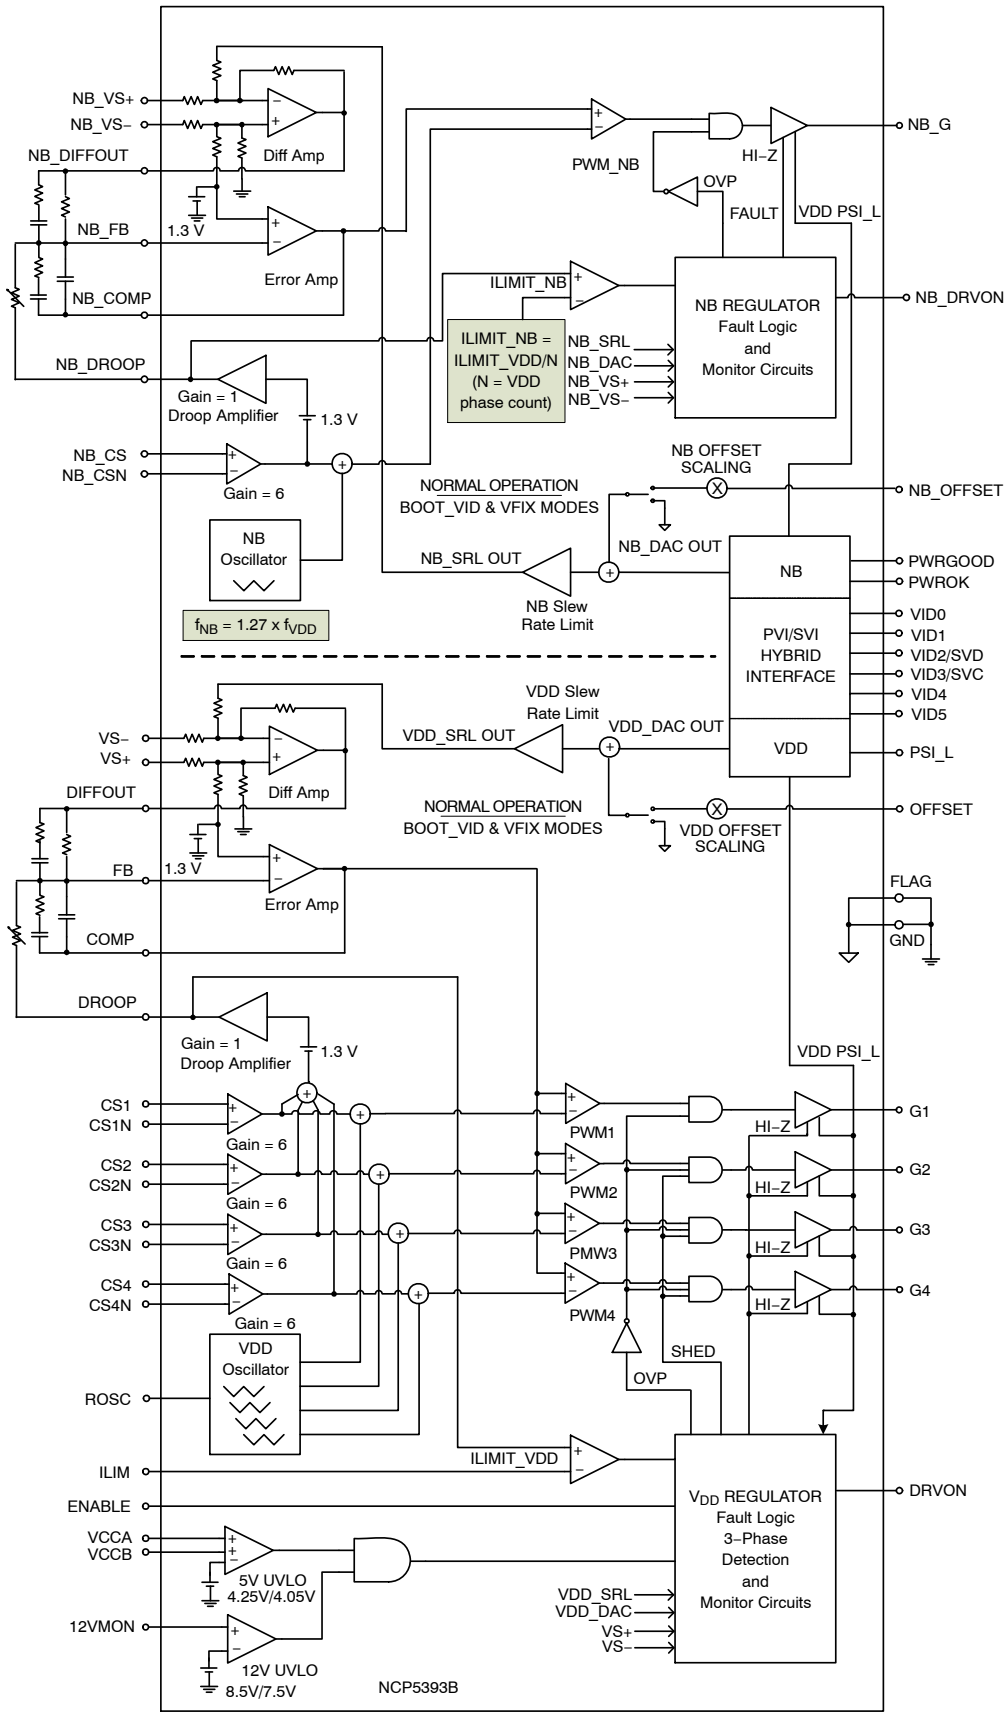 NB_VS+
NB_VS−
Diff Amp
NB_DIFFOUT
NB_FB
1.3 V
Error Amp
NB_COMP
NB_DROOP
Gain = 1
Droop Amplifier
1.3 V
NB_CS
NB_CSN
Gain = 6
NB
Oscillator
fNB = 1.27 x fVDD
PWM_NB
HI−Z
NB_G
OVP
FAULT
VDD PSI_L
ILIMIT_NB
ILIMIT_NB =
ILIMIT_VDD/N
(N = VDD
phase count)
NB_SRL
NB_DAC
NB_VS+
NB_VS−
NB REGULATOR
Fault Logic
and
Monitor Circuits
NB_DRVON
NB OFFSET
SCALING
NORMAL OPERATION
BOOT_VID & VFIX MODES
NB_OFFSET
NB_SRL OUT
NB_DAC OUT
NB Slew
Rate Limit
NB
PVI/SVI
HYBRID
INTERFACE
VDD
PWRGOOD
PWROK
VID0
VID1
VID2/SVD
VID3/SVC
VID4
VID5
PSI_L
VS−
VS+
Diff Amp
DIFFOUT
VDD Slew
Rate Limit
VDD_SRL OUT
VDD_DAC OUT
NORMAL OPERATION
BOOT_VID & VFIX MODES
VDD OFFSET
SCALING
OFFSET
FB
1.3 V
Error Amp
COMP
FLAG
GND
DROOP
Gain = 1
Droop Amplifier
1.3 V
VDD PSI_L
CS1
CS1N
Gain = 6
PWM1
HI−Z
G1
CS2
CS2N
Gain = 6
PWM2
HI−Z
G2
CS3
CS3N
Gain = 6
PMW3
HI−Z
G3
CS4
CS4N
Gain = 6
PWM4
HI−Z
G4
VDD
Oscillator
ROSC
SHED
OVP
ILIM
ILIMIT_VDD
ENABLE
VCCA
VCCB
5V UVLO
4.25V/4.05V
12VMON
12V UVLO
8.5V/7.5V
VDD REGULATOR
Fault Logic
3−Phase
Detection
and
Monitor Circuits
DRVON
VDD_SRL
VDD_DAC
VS+
VS−
NCP5393B